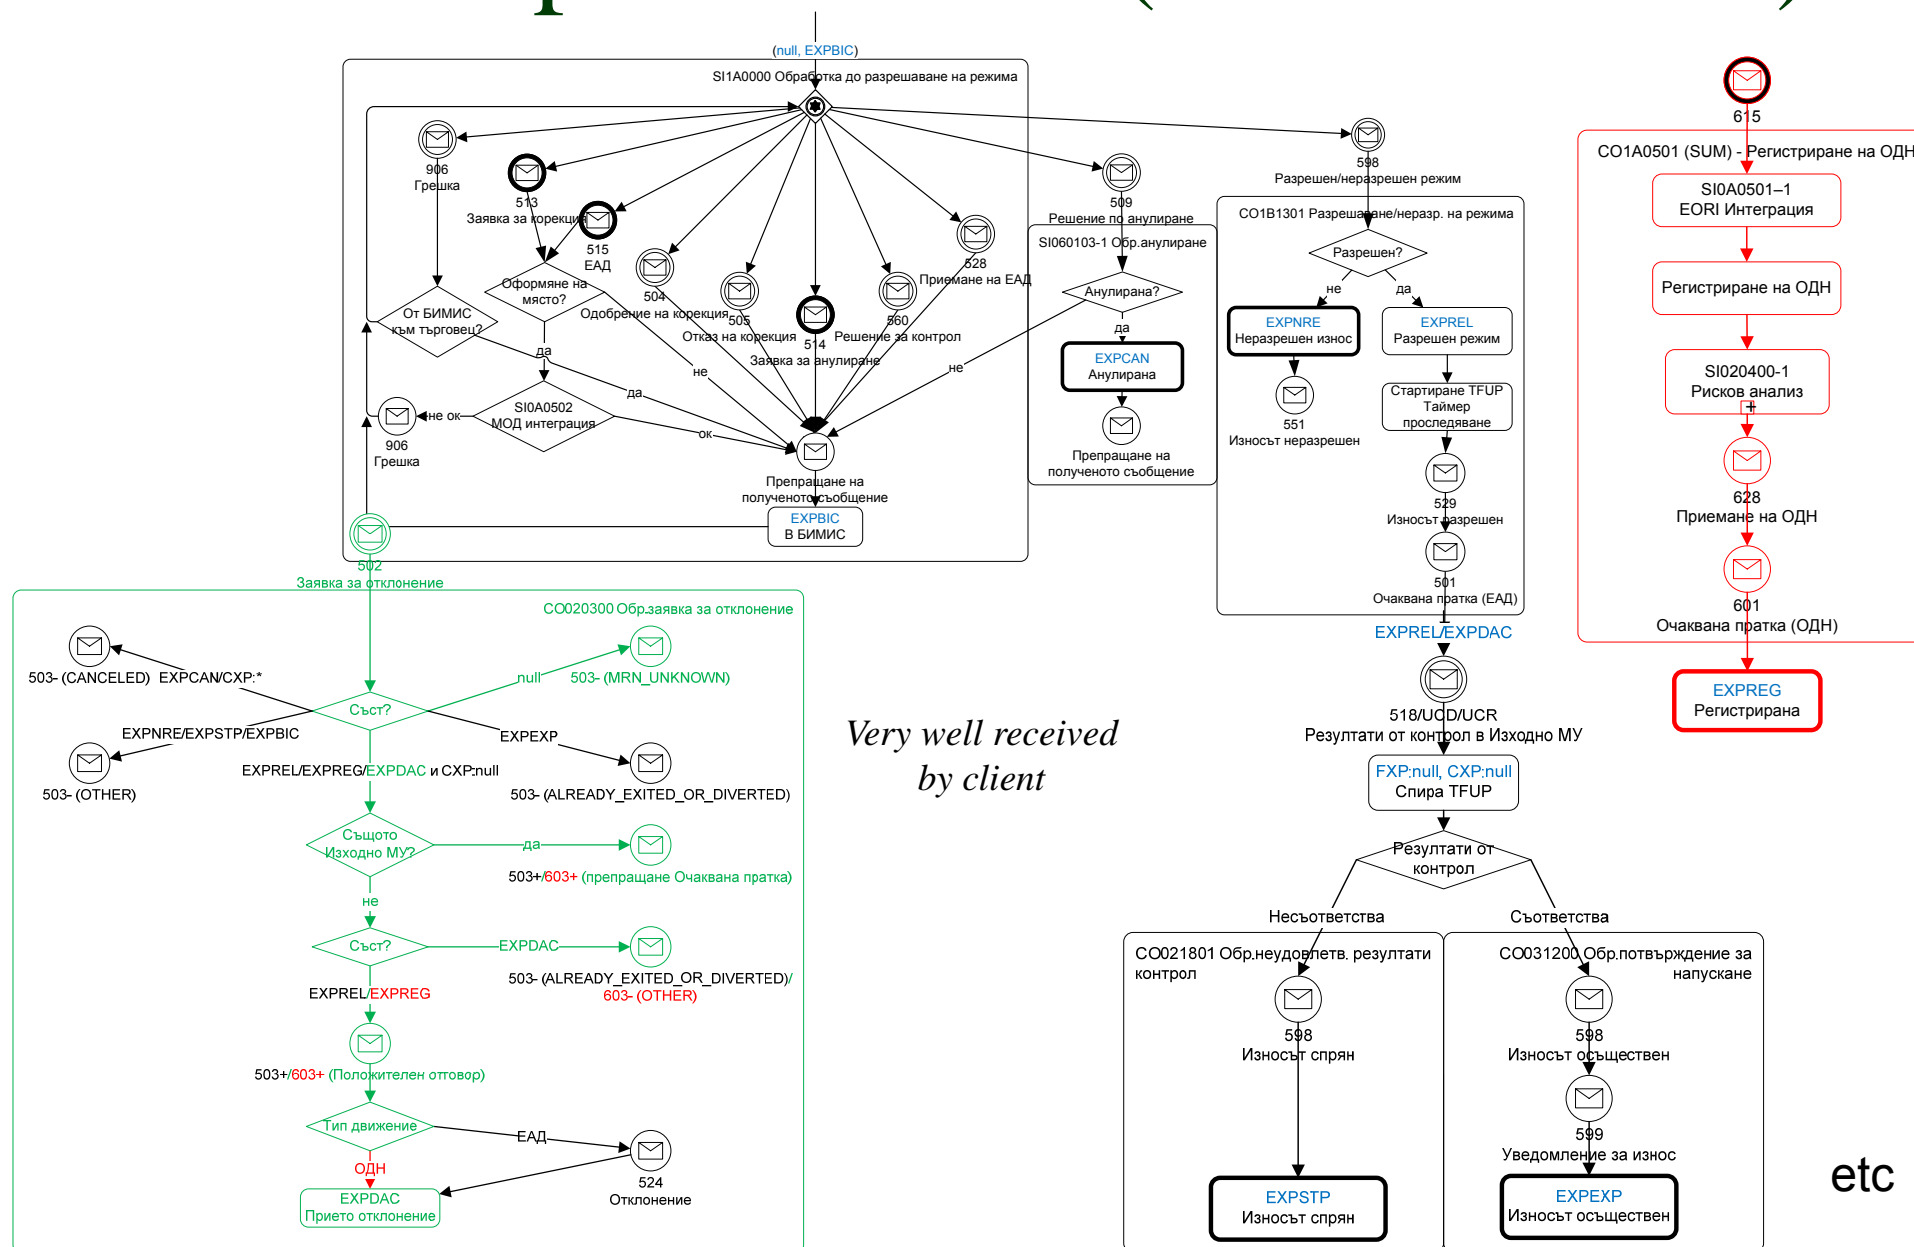 (null, EXPBIC)
SI1A0000 Обработка до разрешаване на режима
906
Грешка
513
Заявка за корекция
515
ЕАД
504
Одобрение на корекция
505
Отказ на корекция
514
Заявка за анулиране
560
Решение за контрол
528
Приемане на ЕАД
509
Решение по анулиране
598
Разрешен/неразрешен режим
От БИМИС
към търговец?
Оформяне на
място?
да
не
да
SI0A0502
МОД интеграция
не ок
ок
906
Грешка
не
Препращане на
полученото съобщение
EXPBIC
В БИМИС
SI060103-1 Обр.анулиране
Анулирана?
да
EXPCAN
Анулирана
Препращане на
полученото съобщение
CO1B1301 Разрешаване/неразр. на режима
Разрешен?
не
да
EXPNRE
Неразрешен износ
551
Износът неразрешен
EXPREL
Разрешен режим
Стартиране TFUP
Таймер
проследяване
529
Износът разрешен
501
Очаквана пратка (ЕАД)
EXPREL/EXPDAC
518/UCD/UCR
Резултати от контрол в Изходно МУ
FXP:null, CXP:null
Спира TFUP
Резултати от
контрол
Несъответства
Съответства
CO021801 Обр.неудовлетв. резултати
контрол
598
Износът спрян
EXPSTP
Износът спрян
CO031200 Обр.потвърждение за
напускане
598
Износът осъществен
599
Уведомление за износ
EXPEXP
Износът осъществен
615
CO1A0501 (SUM) - Регистриране на ОДН
SI0A0501–1
EORI Интеграция
Регистриране на ОДН
SI020400-1
Рисков анализ
+
628
Приемане на ОДН
601
Очаквана пратка (ОДН)
EXPREG
Регистрирана
502
Заявка за отклонение
CO020300 Обр.заявка за отклонение
503- (CANCELED)
EXPCAN/CXP:*
null
503- (MRN_UNKNOWN)
Съст?
EXPNRE/EXPSTP/EXPBIC
EXPEXP
503- (OTHER)
EXPREL/EXPREG/EXPDAC и CXP:null
503- (ALREADY_EXITED_OR_DIVERTED)
Същото
Изходно МУ?
да
503+/603+ (препращане Очаквана пратка)
не
Съст?
EXPDAC
503- (ALREADY_EXITED_OR_DIVERTED)/
603- (OTHER)
EXPREL/EXPREG
503+/603+ (Положителен отговор)
Тип движение
ЕАД
ОДН
524
Отклонение
EXPDAC
Прието отклонение
Very well received
by client
etc